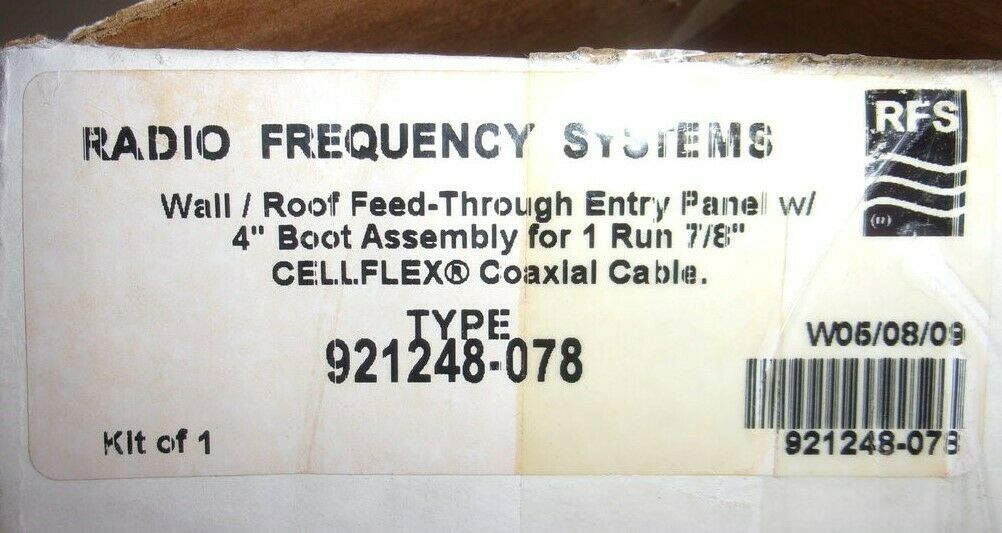 RADIO FREQUENCY SYSTEMS
RFS
(R)
Wall / Roof Feed-Through Entry Panel w/
4" Boot Assembly for 1 Run 7/8"
CELLFLEX® Coaxial Cable.
TYPE
921248-078
W05/08/09
921248-078
Kit of 1